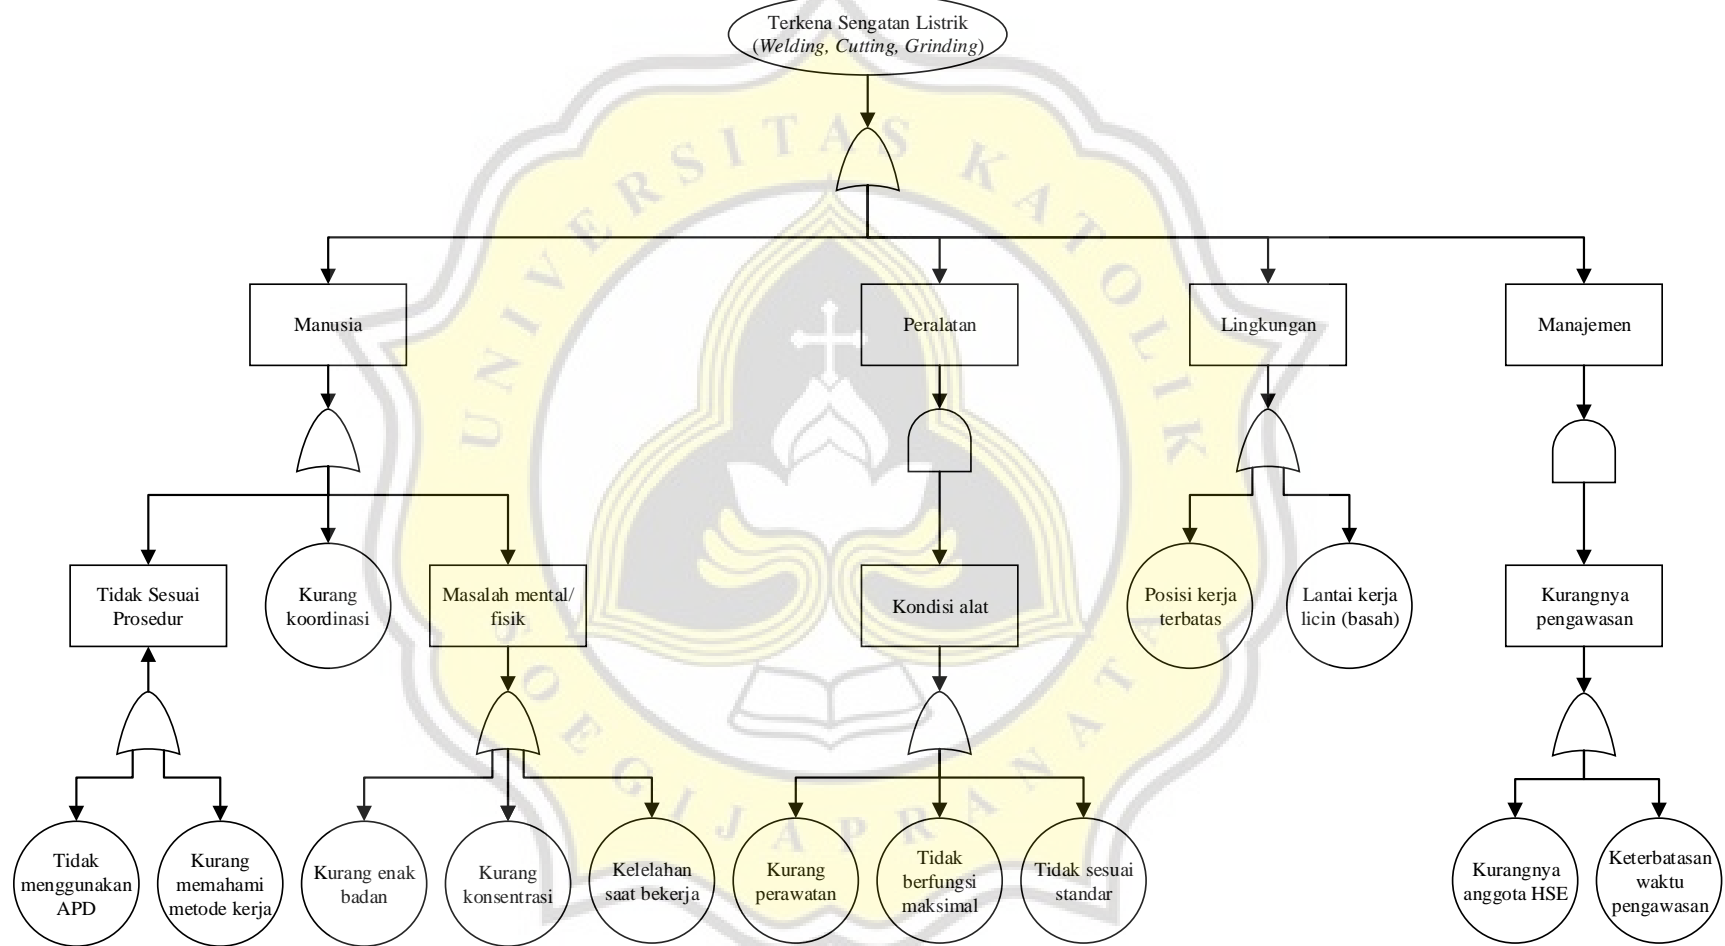 Terkena Sengatan Listrik
(Welding, Cutting, Grinding)
UNIVERSITAS KATOLIK
SOEGIJAPRANATA
Manusia
Peralatan
Lingkungan
Manajemen
Tidak Sesuai
Prosedur
Kurang
koordinasi
Masalah mental/
fisik
Kondisi alat
Posisi kerja
terbatas
Lantai kerja
licin (basah)
Kurangnya
pengawasan
Tidak
menggunakan
APD
Kurang
memahami
metode kerja
Kurang enak
badan
Kurang
konsentrasi
Kelelahan
saat bekerja
Kurang
perawatan
Tidak
berfungsi
maksimal
Tidak sesuai
standar
Kurangnya
anggota HSE
Keterbatasan
waktu
pengawasan